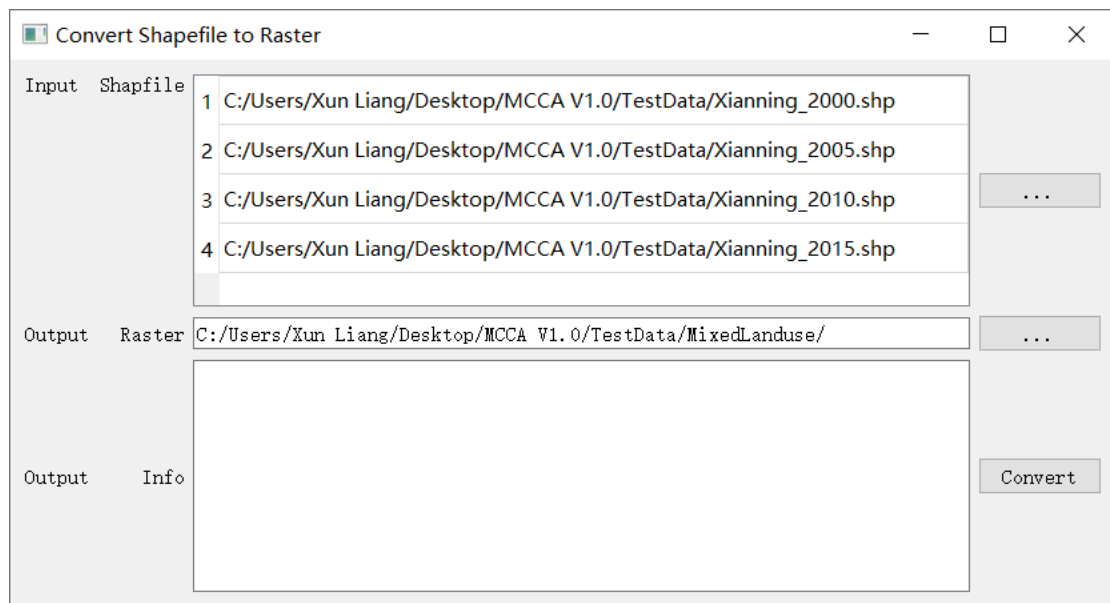 Convert Shapefile to Raster
Input Shapfile
1 C:/Users/Xun Liang/Desktop/MCCA V1.0/TestData/Xianning_2000.shp
2 C:/Users/Xun Liang/Desktop/MCCA V1.0/TestData/Xianning_2005.shp
3 C:/Users/Xun Liang/Desktop/MCCA V1.0/TestData/Xianning_2010.shp
...
4 C:/Users/Xun Liang/Desktop/MCCA V1.0/TestData/Xianning_2015.shp
Output Raster C:/Users/Xun Liang/Desktop/MCCA V1.0/TestData/MixedLanduse/ ...
Output Info Convert